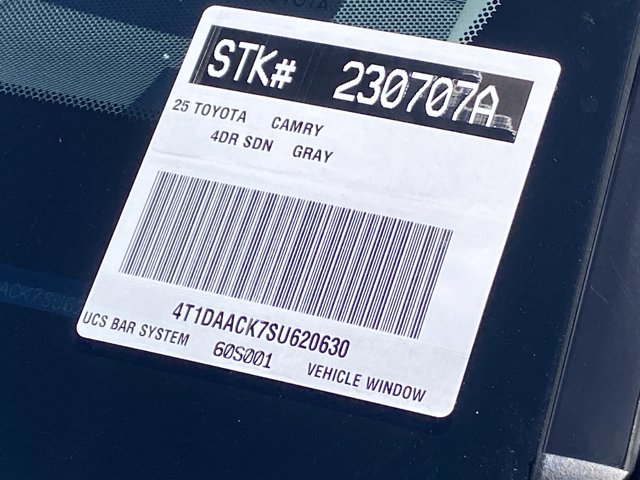 STK# 230707A
25 TOYOTA CAMRY
4DR SDN GRAY
4T1DAACK7SU620630
UCS BAR SYSTEM 60S001 VEHICLE WINDOW